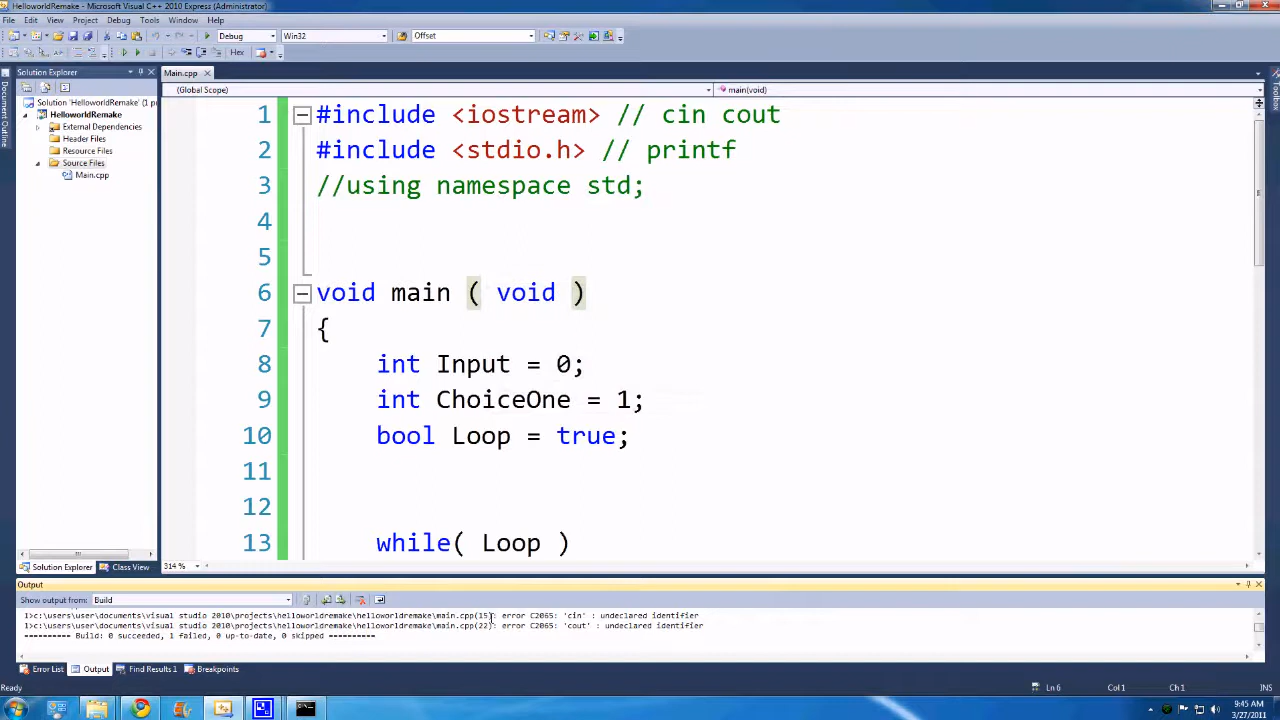 HelloworldRemake - Microsoft Visual C++ 2010 Express (Administrator)
File Edit View Project Debug Tools Window Help
Debug Win32 Offset
Hex
Solution Explorer
Main.cpp
(Global Scope) main(void)
Document Outline
Toolbox
Solution 'HelloworldRemake' (1 p
HelloworldRemake
External Dependencies
Header Files
Resource Files
Source Files
Main.cpp
1 #include <iostream> // cin cout
2 #include <stdio.h> // printf
3 //using namespace std;
4
5
6 void main ( void )
7 {
8 int Input = 0;
9 int ChoiceOne = 1;
10 bool Loop = true;
11
12
13 while( Loop )
Solution Explorer Class View
314 %
Output
Show output from: Build
1>c:\users\user\documents\visual studio 2010\projects\helloworldremake\helloworldremake\main.cpp(15): error C2065: 'cin' : undeclared identifier
1>c:\users\user\documents\visual studio 2010\projects\helloworldremake\helloworldremake\main.cpp(22): error C2065: 'cout' : undeclared identifier
========== Build: 0 succeeded, 1 failed, 0 up-to-date, 0 skipped ==========
Error List Output Find Results 1 Breakpoints
Ready Ln 6 Col 1 Ch 1 INS
9:45 AM
3/27/2011